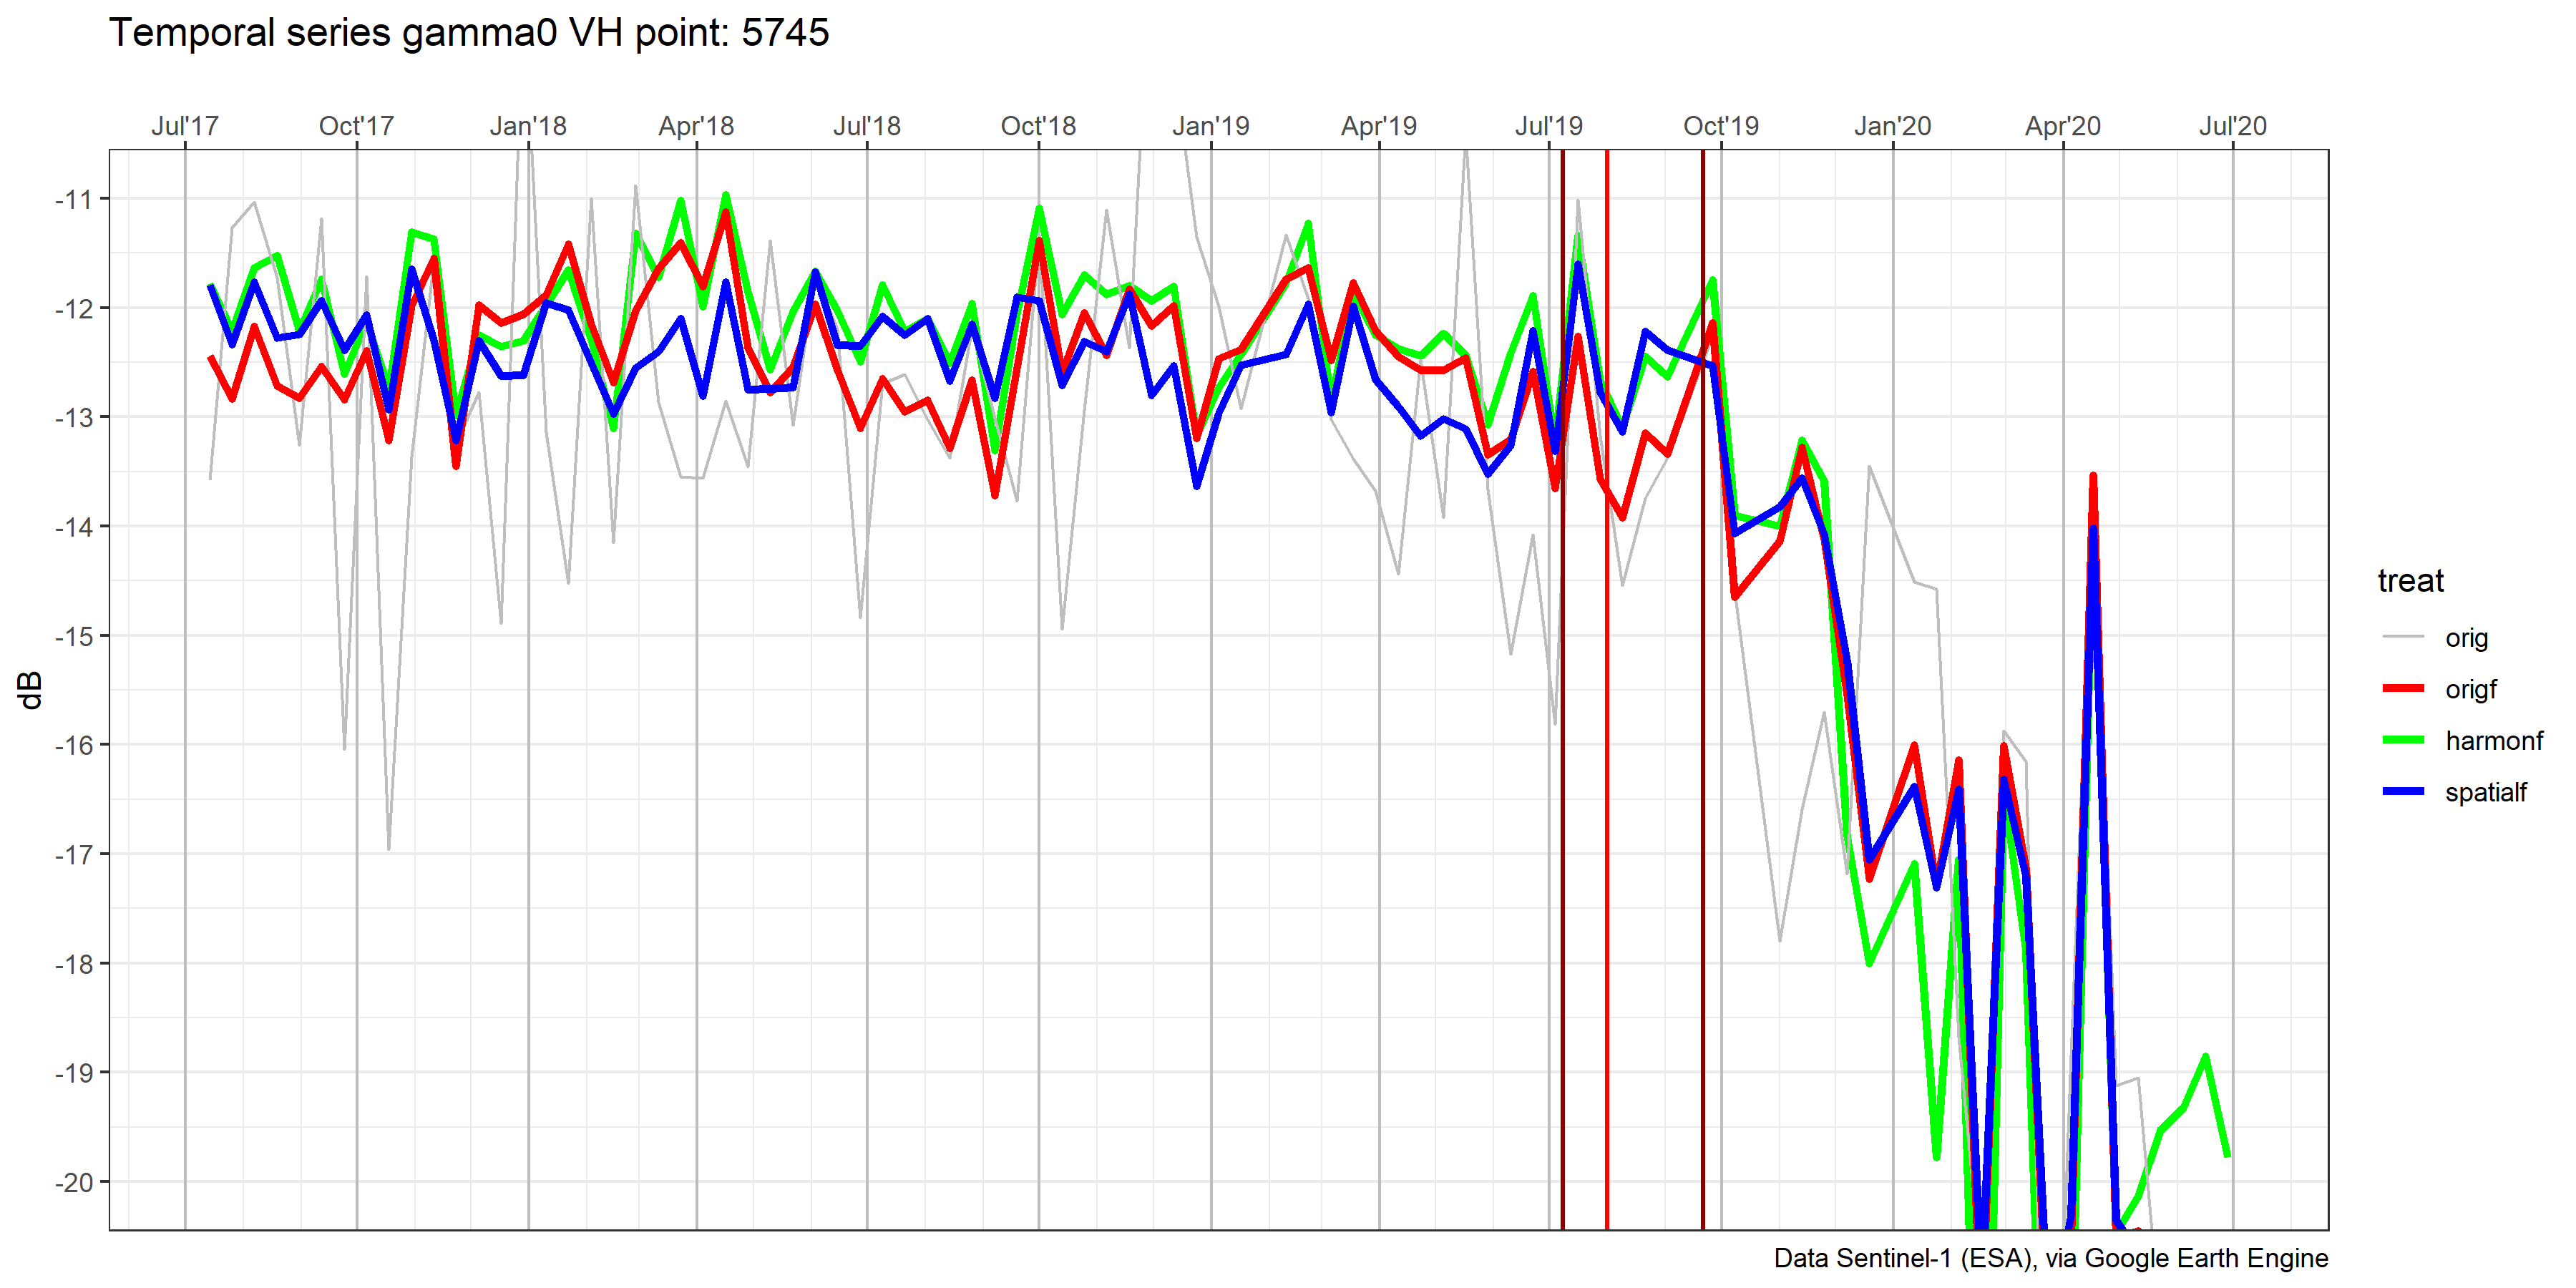 Temporal series gamma0 VH point: 5745
Jul'17 Oct'17 Jan'18 Apr'18 Jul'18 Oct'18 Jan'19 Apr'19 Jul'19 Oct'19 Jan'20 Apr'20 Jul'20
-11
-12
-13
-14
-15
-16
-17
-18
-19
-20
dB
treat
orig
origf
harmonf
spatialf
Data Sentinel-1 (ESA), via Google Earth Engine